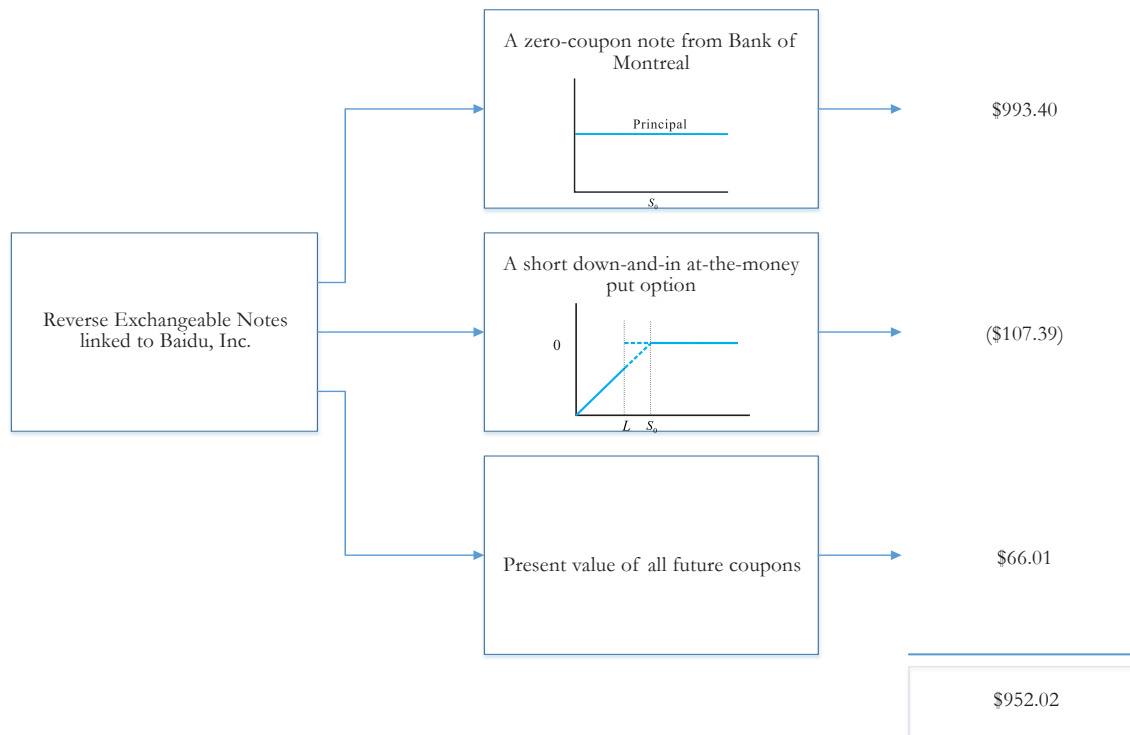 A zero-coupon note from Bank of
Montreal
Principal
S₀
$993.40
Reverse Exchangeable Notes
linked to Baidu, Inc.
A short down-and-in at-the-money
put option
0
L S₀
($107.39)
Present value of all future coupons
$66.01
$952.02